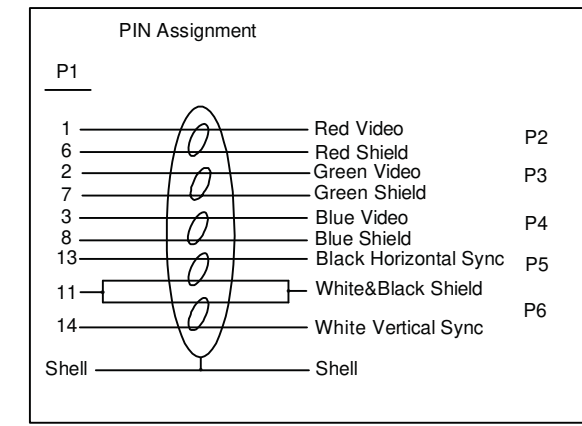 PIN Assignment
P1
1 Red Video P2
6 Red Shield
2 Green Video P3
7 Green Shield
3 Blue Video P4
8 Blue Shield
13 Black Horizontal Sync P5
11 White&Black Shield
P6
14 White Vertical Sync
Shell Shell